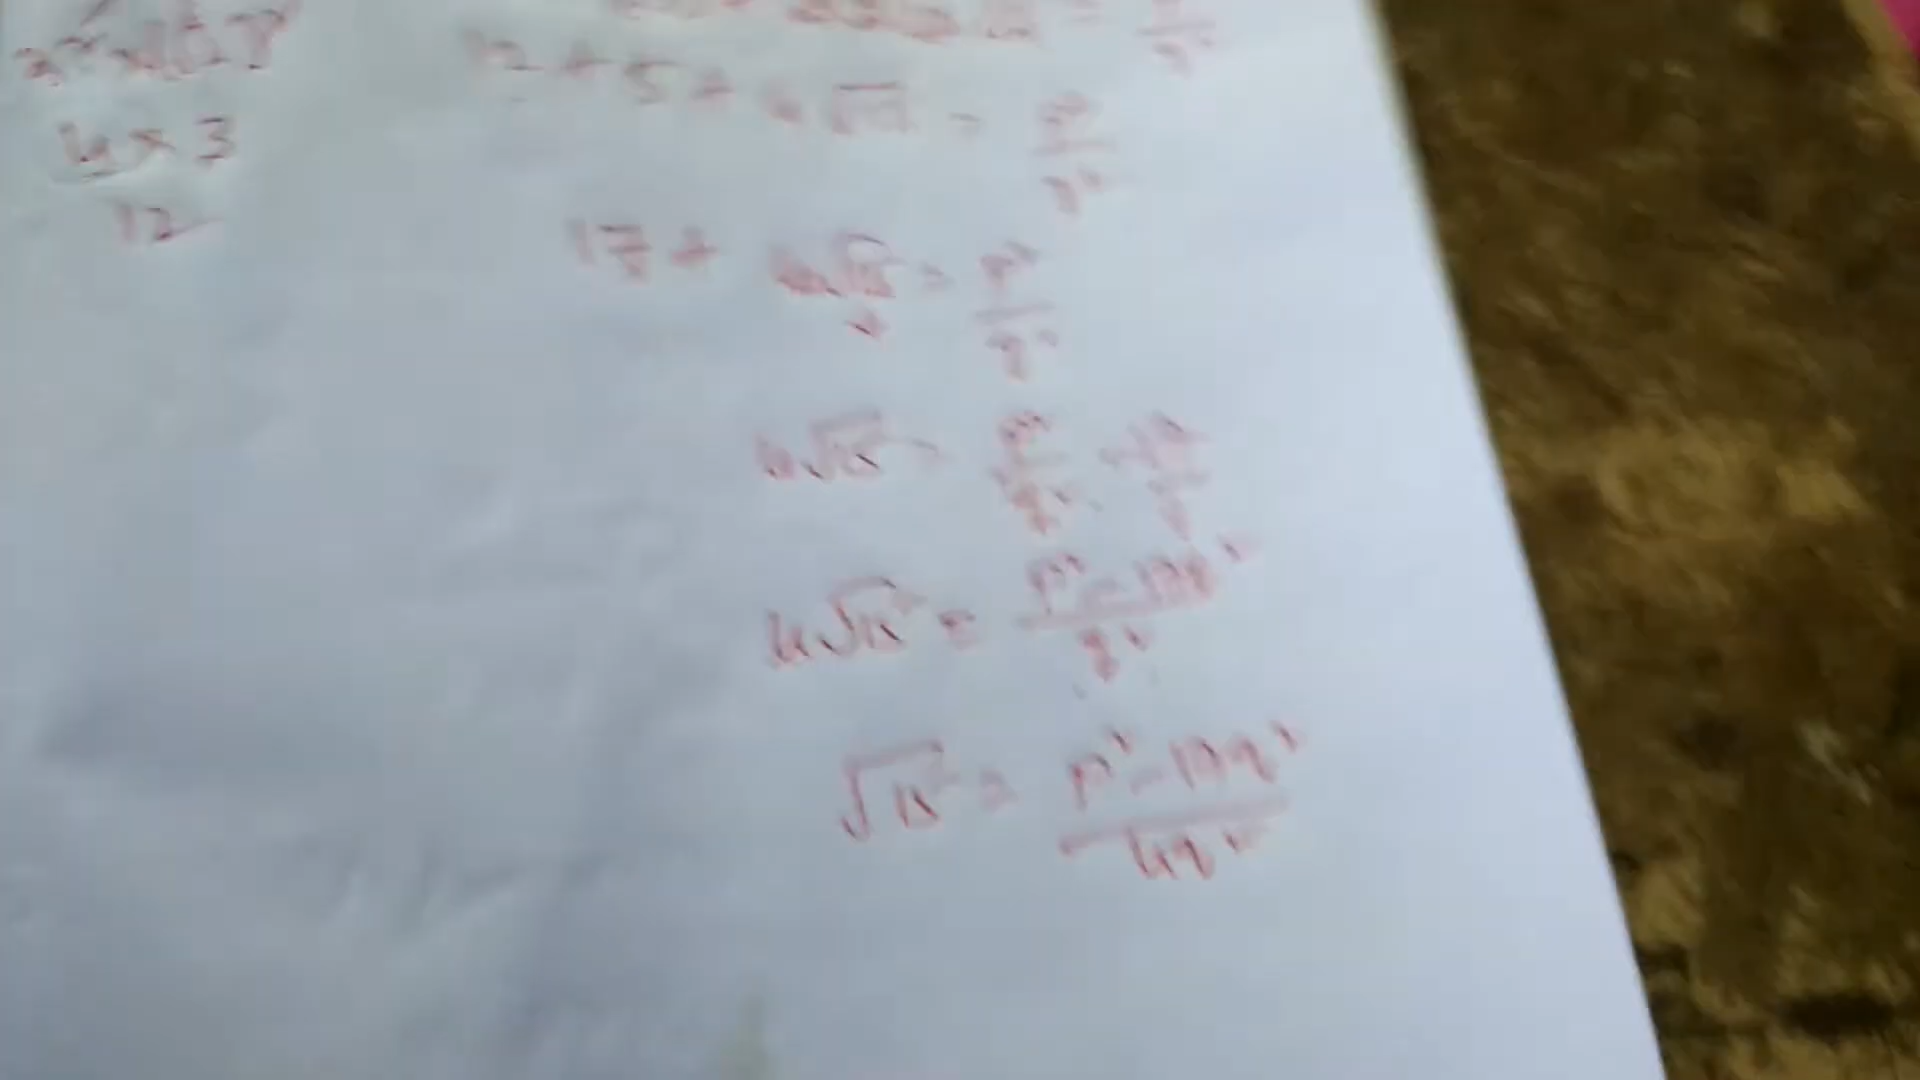 4 × 3
12
12 + 5 + 4√15 = p²/q²
17 + 4√15 = p²/q²
4√15 = p²/q² - 17/1
4√15 = p² - 17q²/q²
√15 = p² - 17q²/4q²